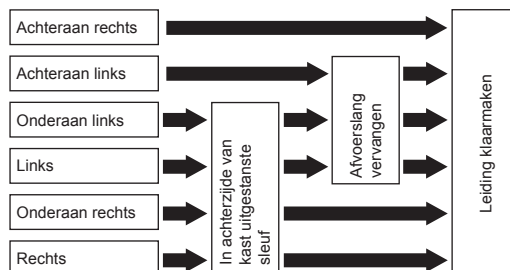 Achteraan rechts
Achteraan links
Onderaan links
Links
Onderaan rechts
Rechts
In achterzijde van
kast uitgestanste
sleuf
Afvoerslang
vervangen
Leiding klaarmaken